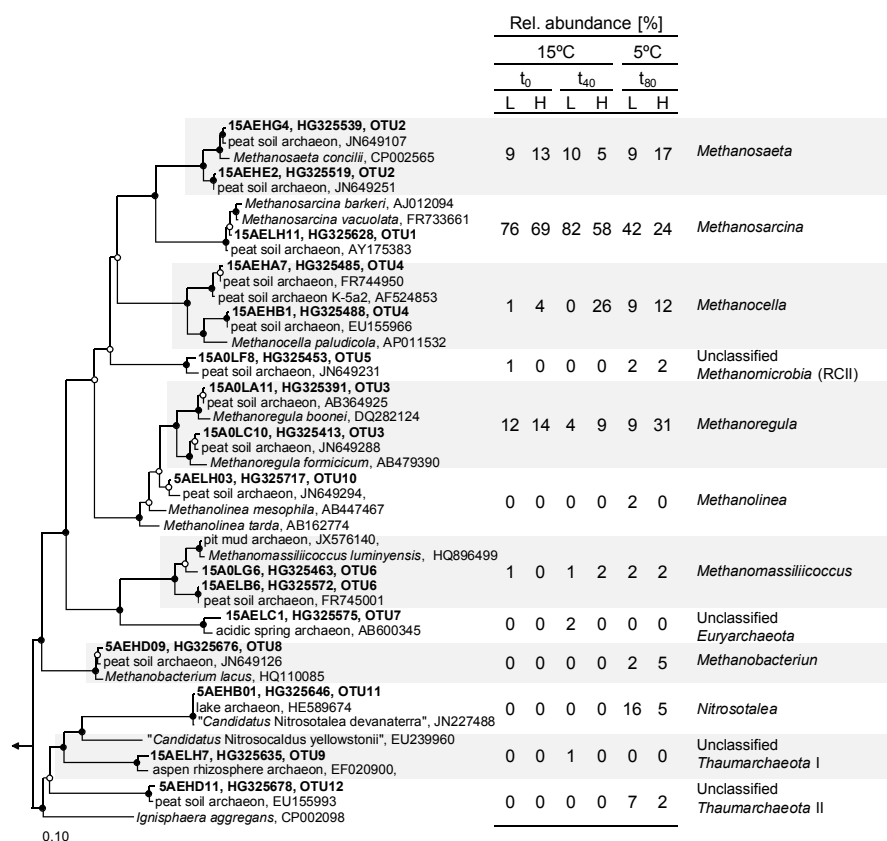 Rel. abundance [%]
15ºC 5ºC
t0 t40 t80
L H L H L H
15AEHG4, HG325539, OTU2
peat soil archaeon, JN649107
Methanosaeta concilii, CP002565
9 13 10 5 9 17 Methanosaeta
15AEHE2, HG325519, OTU2
peat soil archaeon, JN649251
Methanosarcina barkeri, AJ012094
Methanosarcina vacuolata, FR733661
76 69 82 58 42 24 Methanosarcina
15AELH11, HG325628, OTU1
peat soil archaeon, AY175383
15AEHA7, HG325485, OTU4
peat soil archaeon, FR744950
peat soil archaeon K-5a2, AF524853
1 4 0 26 9 12 Methanocella
15AEHB1, HG325488, OTU4
peat soil archaeon, EU155966
Methanocella paludicola, AP011532
15A0LF8, HG325453, OTU5
peat soil archaeon, JN649231
1 0 0 0 2 2 Unclassified
Methanomicrobia (RCII)
15A0LA11, HG325391, OTU3
peat soil archaeon, AB364925
Methanoregula boonei, DQ282124
12 14 4 9 9 31 Methanoregula
15A0LC10, HG325413, OTU3
peat soil archaeon, JN649288
Methanoregula formicicum, AB479390
5AELH03, HG325717, OTU10
peat soil archaeon, JN649294,
0 0 0 0 2 0 Methanolinea
Methanolinea mesophila, AB447467
Methanolinea tarda, AB162774
pit mud archaeon, JX576140,
Methanomassiliicoccus luminyensis, HQ896499
15A0LG6, HG325463, OTU6
1 0 1 2 2 2 Methanomassiliicoccus
15AELB6, HG325572, OTU6
peat soil archaeon, FR745001
15AELC1, HG325575, OTU7
acidic spring archaeon, AB600345
0 0 2 0 0 0 Unclassified
Euryarchaeota
5AEHD09, HG325676, OTU8
peat soil archaeon, JN649126
0 0 0 0 2 5 Methanobacteriun
Methanobacterium lacus, HQ110085
5AEHB01, HG325646, OTU11
lake archaeon, HE589674
0 0 0 0 16 5 Nitrosotalea
"Candidatus Nitrosotalea devanaterra", JN227488
"Candidatus Nitrosocaldus yellowstonii", EU239960
15AELH7, HG325635, OTU9
0 0 1 0 0 0 Unclassified
Thaumarchaeota I
aspen rhizosphere archaeon, EF020900,
5AEHD11, HG325678, OTU12
peat soil archaeon, EU155993
0 0 0 0 7 2 Unclassified
Thaumarchaeota II
Ignisphaera aggregans, CP002098
0.10